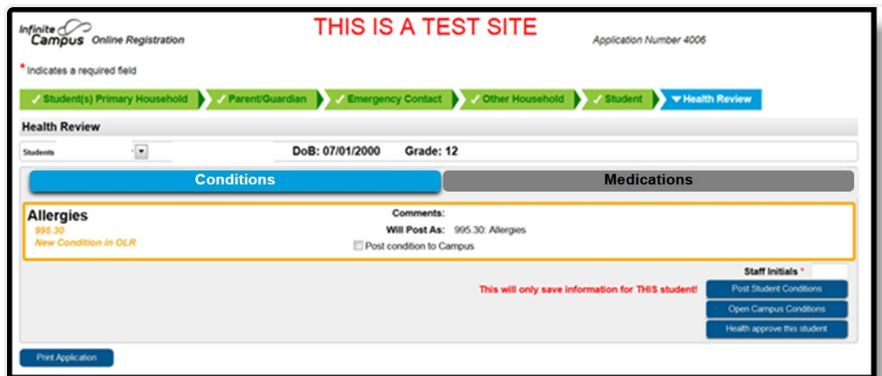 Infinite Campus Online Registration
THIS IS A TEST SITE
Application Number 4006
* Indicates a required field
✓ Student(s) Primary Household ✓ Parent/Guardian ✓ Emergency Contact ✓ Other Household ✓ Student ▼ Health Review
Health Review
Students DoB: 07/01/2000 Grade: 12
Conditions Medications
Allergies Comments:
995.30 Will Post As: 995.30: Allergies
New Condition in OLR Post condition to Campus
Staff Initials *
This will only save information for THIS student! Post Student Conditions
Open Campus Conditions
Health approve this student
Print Application